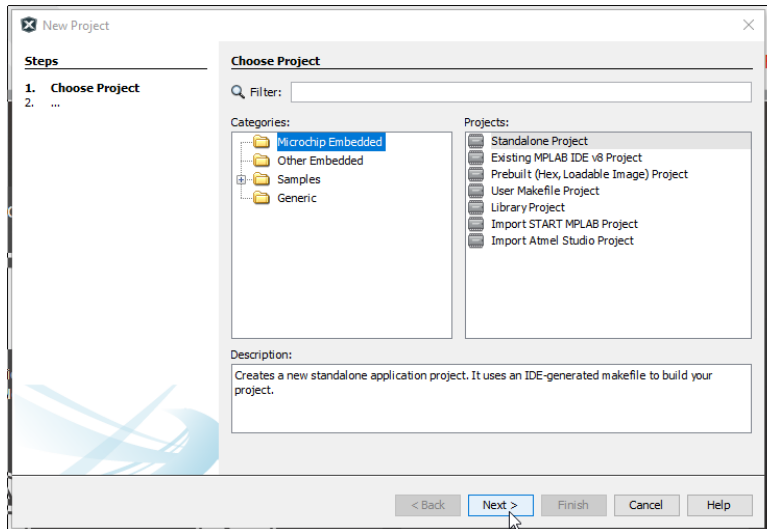 New Project
Steps
1. Choose Project
2. ...
Choose Project
Filter:
Categories:
Microchip Embedded
Other Embedded
Samples
Generic
Projects:
Standalone Project
Existing MPLAB IDE v8 Project
Prebuilt (Hex, Loadable Image) Project
User Makefile Project
Library Project
Import START MPLAB Project
Import Atmel Studio Project
Description:
Creates a new standalone application project. It uses an IDE-generated makefile to build your
project.
< Back
Next >
Finish
Cancel
Help